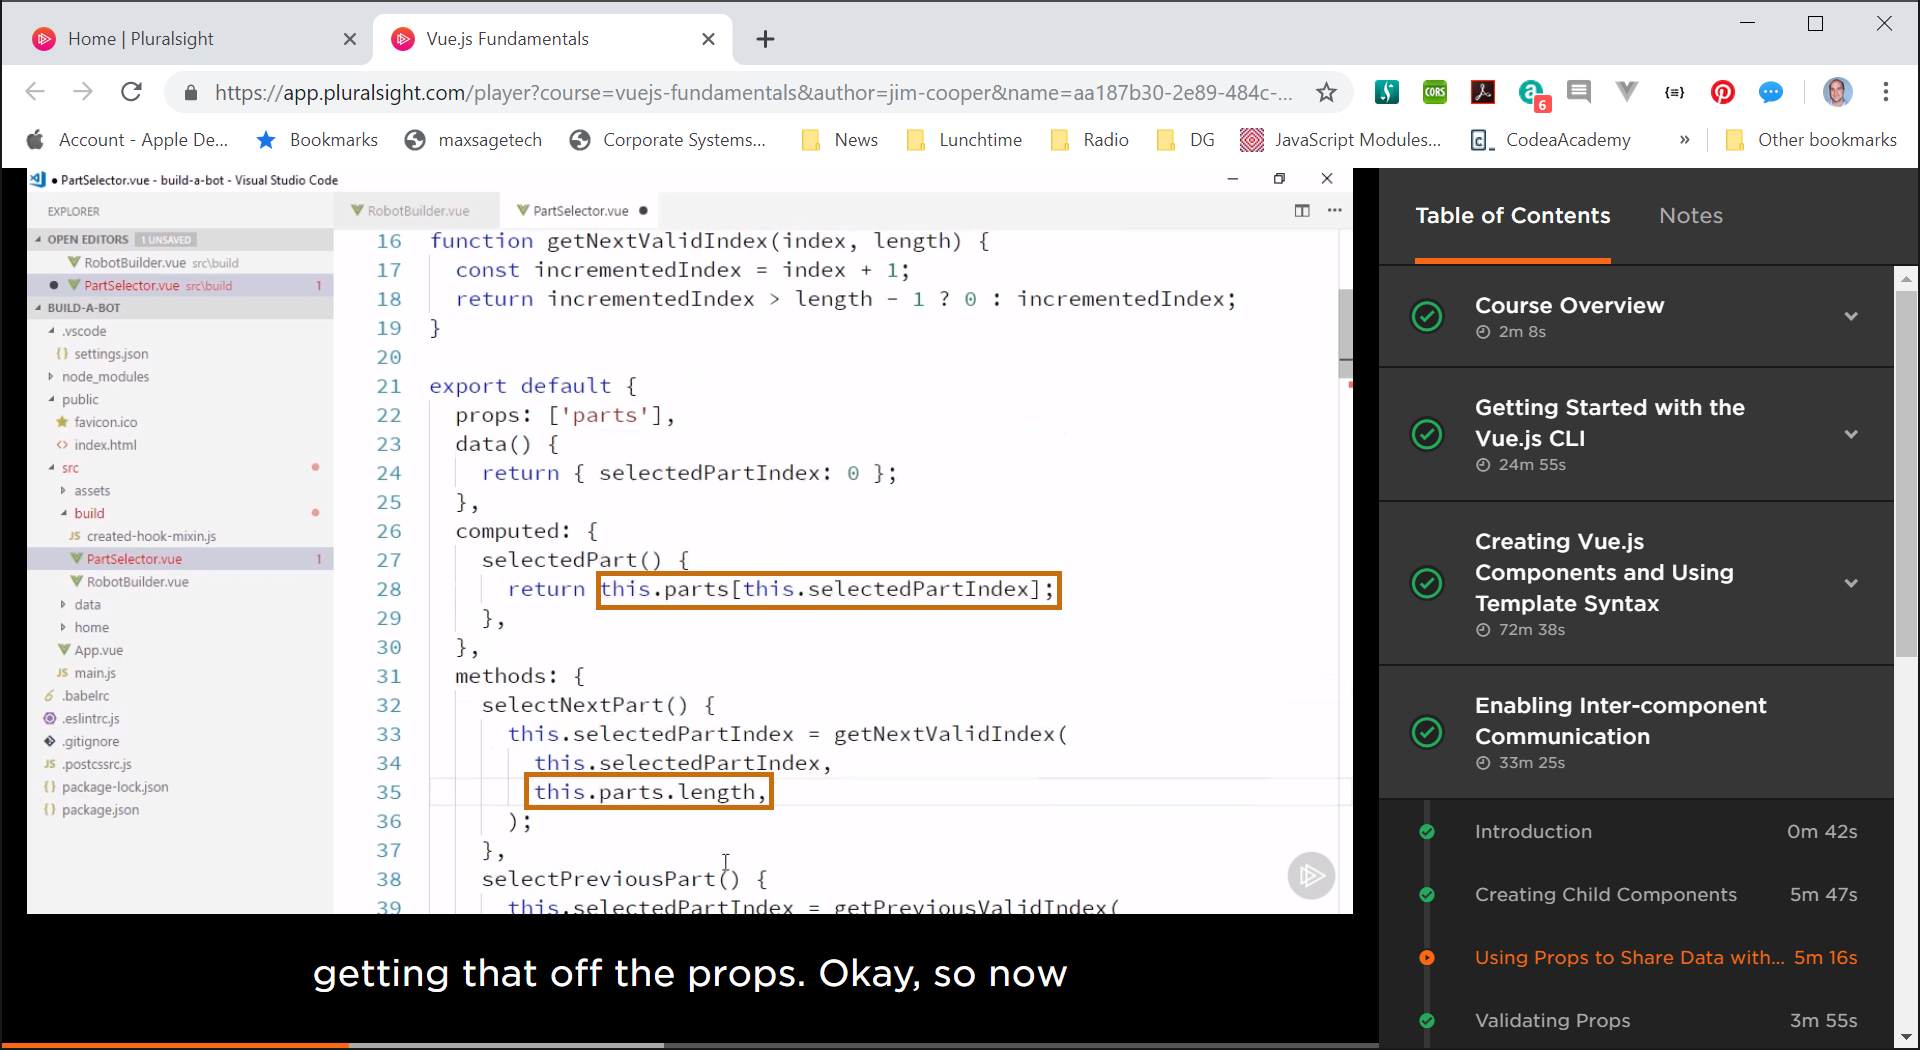 Home | Pluralsight
Vue.js Fundamentals
https://app.pluralsight.com/player?course=vuejs-fundamentals&author=jim-cooper&name=aa187b30-2e89-484c-...
CORS
6
{≡}
Account - Apple De...
Bookmarks
maxsagetech
Corporate Systems...
News
Lunchtime
Radio
DG
JavaScript Modules...
CodeaAcademy
»
Other bookmarks
PartSelector.vue - build-a-bot - Visual Studio Code
EXPLORER
OPEN EDITORS 1 UNSAVED
RobotBuilder.vue src\build
PartSelector.vue src\build 1
BUILD-A-BOT
.vscode
{} settings.json
node_modules
public
favicon.ico
<> index.html
src
assets
build
JS created-hook-mixin.js
PartSelector.vue 1
RobotBuilder.vue
data
home
App.vue
JS main.js
.babelrc
.eslintrc.js
.gitignore
JS .postcssrc.js
{} package-lock.json
{} package.json
RobotBuilder.vue
PartSelector.vue
16 function getNextValidIndex(index, length) {
17 const incrementedIndex = index + 1;
18 return incrementedIndex > length - 1 ? 0 : incrementedIndex;
19 }
20
21 export default {
22 props: ['parts'],
23 data() {
24 return { selectedPartIndex: 0 };
25 },
26 computed: {
27 selectedPart() {
28 return this.parts[this.selectedPartIndex];
29 },
30 },
31 methods: {
32 selectNextPart() {
33 this.selectedPartIndex = getNextValidIndex(
34 this.selectedPartIndex,
35 this.parts.length,
36 );
37 },
38 selectPreviousPart() {
39 this.selectedPartIndex = getPreviousValidIndex(
getting that off the props. Okay, so now
Table of Contents
Notes
Course Overview
2m 8s
Getting Started with the
Vue.js CLI
24m 55s
Creating Vue.js
Components and Using
Template Syntax
72m 38s
Enabling Inter-component
Communication
33m 25s
Introduction 0m 42s
Creating Child Components 5m 47s
Using Props to Share Data with... 5m 16s
Validating Props 3m 55s